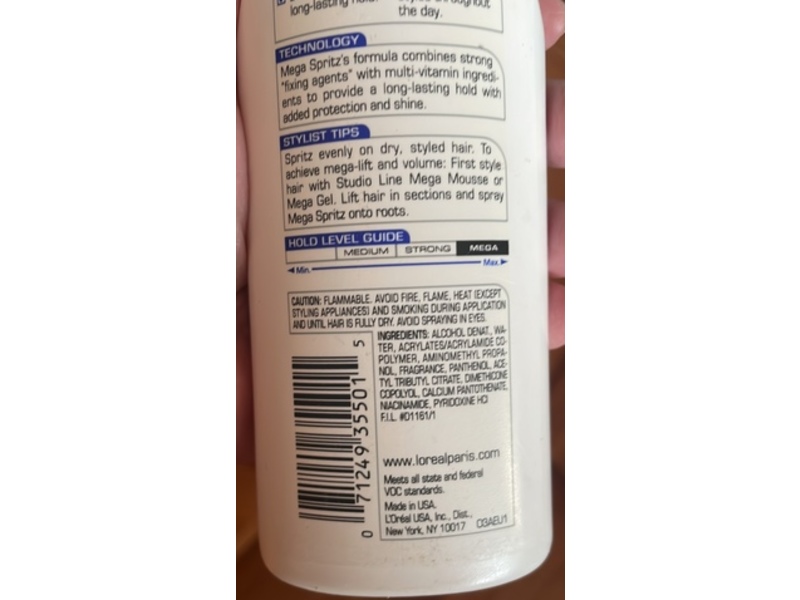 long-lasting hold.
the day.
TECHNOLOGY
Mega Spritz's formula combines strong
"fixing agents" with multi-vitamin ingredi-
ents to provide a long-lasting hold with
added protection and shine.
STYLIST TIPS
Spritz evenly on dry, styled hair. To
achieve mega-lift and volume: First style
hair with Studio Line Mega Mousse or
Mega Gel. Lift hair in sections and spray
Mega Spritz onto roots.
HOLD LEVEL GUIDE
MEDIUM STRONG MEGA
Min. Max.
CAUTION: FLAMMABLE. AVOID FIRE, FLAME, HEAT (EXCEPT
STYLING APPLIANCES) AND SMOKING DURING APPLICATION
AND UNTIL HAIR IS FULLY DRY. AVOID SPRAYING IN EYES.
INGREDIENTS: ALCOHOL DENAT., WA-
TER, ACRYLATES/ACRYLAMIDE CO-
POLYMER, AMINOMETHYL PROPA-
NOL, FRAGRANCE, PANTHENOL, ACE-
TYL TRIBUTYL CITRATE, DIMETHICONE
COPOLYOL, CALCIUM PANTOTHENATE,
NIACINAMIDE, PYRIDOXINE HCl
F.I.L. #D1161/1
0 71249 35501 5
www.lorealparis.com
Meets all state and federal
VOC standards.
Made in USA.
L'Oréal USA, Inc., Dist.,
New York, NY 10017 03AEU1